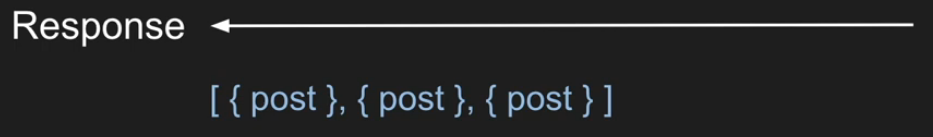 Response
[ { post }, { post }, { post } ]